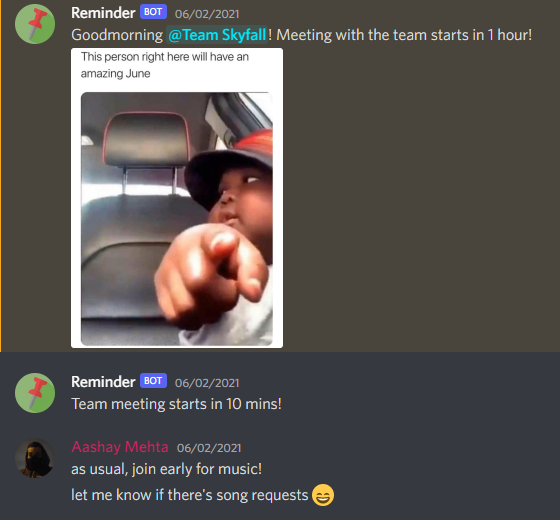 Reminder BOT 06/02/2021
Goodmorning @Team Skyfall! Meeting with the team starts in 1 hour!
This person right here will have an
amazing June
Reminder BOT 06/02/2021
Team meeting starts in 10 mins!
Aashay Mehta 06/02/2021
as usual, join early for music!
let me know if there's song requests 😄